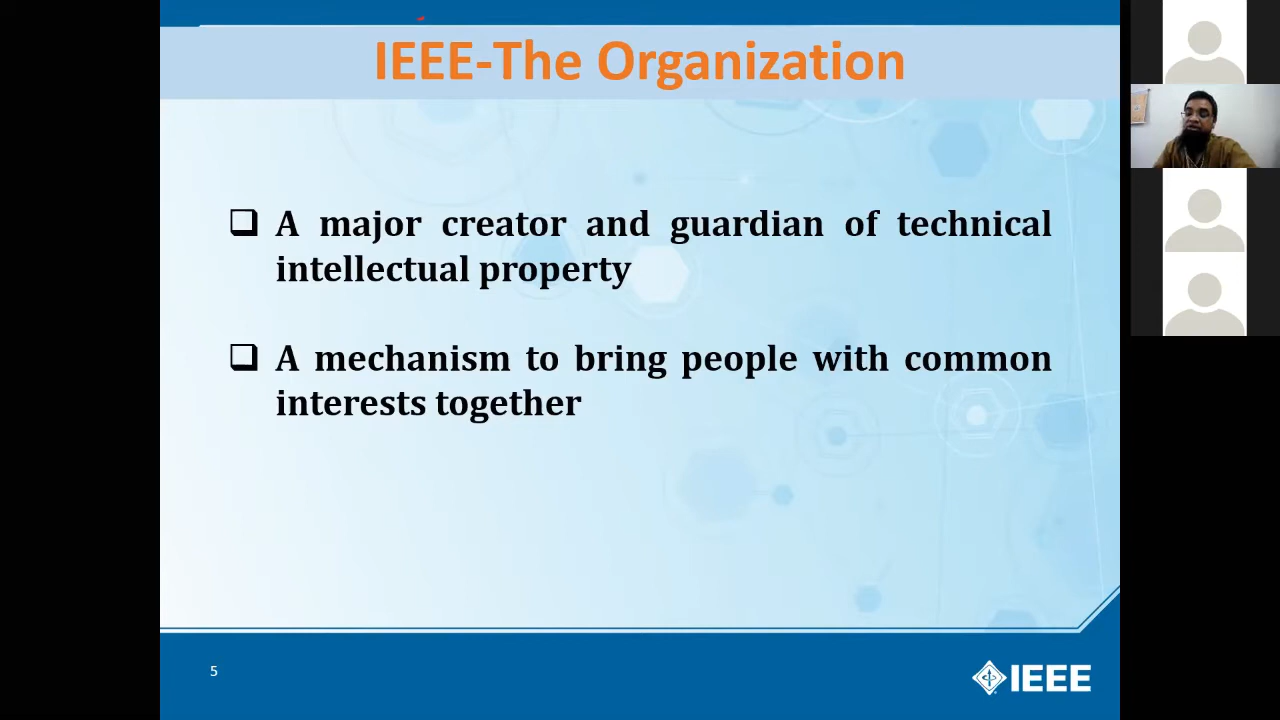 IEEE-The Organization
A major creator and guardian of technical
intellectual property
A mechanism to bring people with common
interests together
5
IEEE